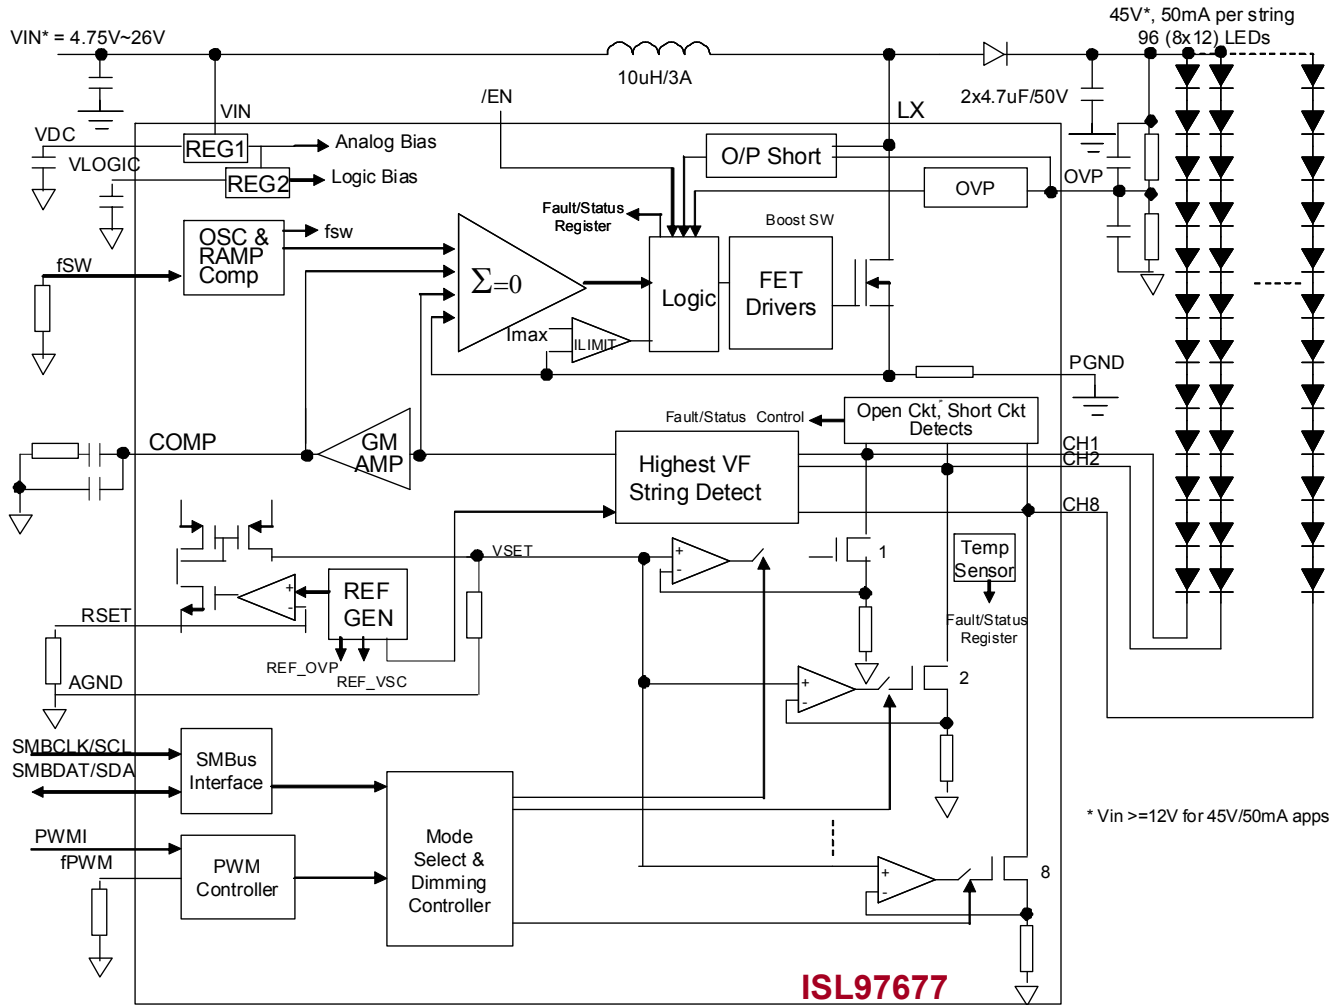 45V*, 50mA per string
96 (8x12) LEDs
VIN* = 4.75V~26V
10uH/3A
2x4.7uF/50V
/EN
LX
VIN
VDC
REG1
Analog Bias
O/P Short
VLOGIC
REG2
Logic Bias
OVP
OVP
Fault/Status
Register
Boost SW
OSC &
RAMP
Comp
fsw
fSW
Σ=0
Logic
FET
Drivers
Imax
ILIMIT
PGND
Fault/Status Control
Open Ckt, Short Ckt
Detects
COMP
GM
AMP
Highest VF
String Detect
CH1
CH2
CH8
VSET
+
-
1
Temp
Sensor
Fault/Status
Register
+
-
REF
GEN
RSET
REF_OVP
REF_VSC
AGND
+
-
2
SMBCLK/SCL
SMBDAT/SDA
SMBus
Interface
* Vin >=12V for 45V/50mA apps
PWMI
fPWM
PWM
Controller
Mode
Select &
Dimming
Controller
+
-
8
ISL97677